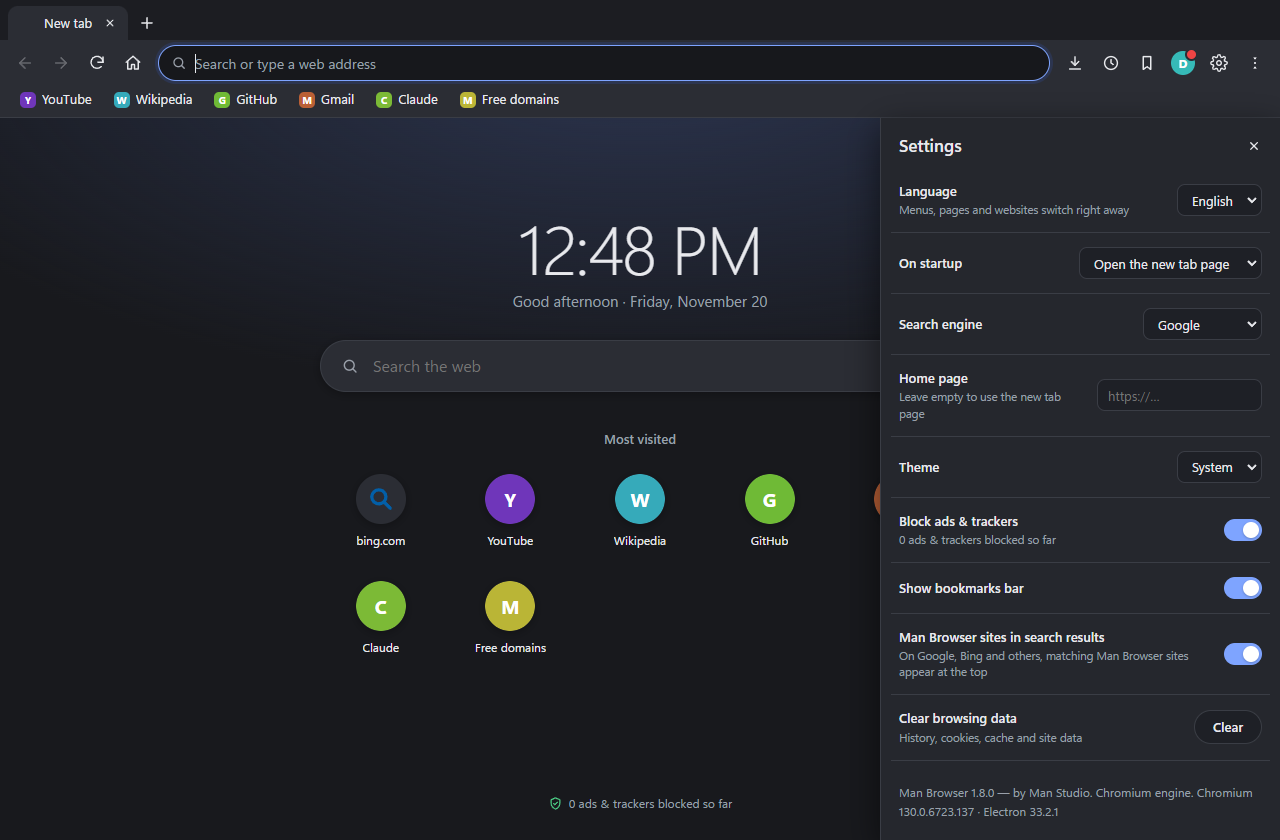 New tab
Search or type a web address
D
Y YouTube W Wikipedia G GitHub M Gmail C Claude M Free domains
Settings
Language
Menus, pages and websites switch right away
English
On startup
Open the new tab page
Search engine
Google
Home page
Leave empty to use the new tab
page
https://...
Theme
System
Block ads & trackers
0 ads & trackers blocked so far
Show bookmarks bar
Man Browser sites in search results
On Google, Bing and others, matching Man Browser sites
appear at the top
Clear browsing data
History, cookies, cache and site data
Clear
Man Browser 1.8.0 — by Man Studio. Chromium engine. Chromium
130.0.6723.137 · Electron 33.2.1
12:48 PM
Good afternoon · Friday, November 20
Search the web
Most visited
Y W G
bing.com YouTube Wikipedia GitHub
C M
Claude Free domains
0 ads & trackers blocked so far